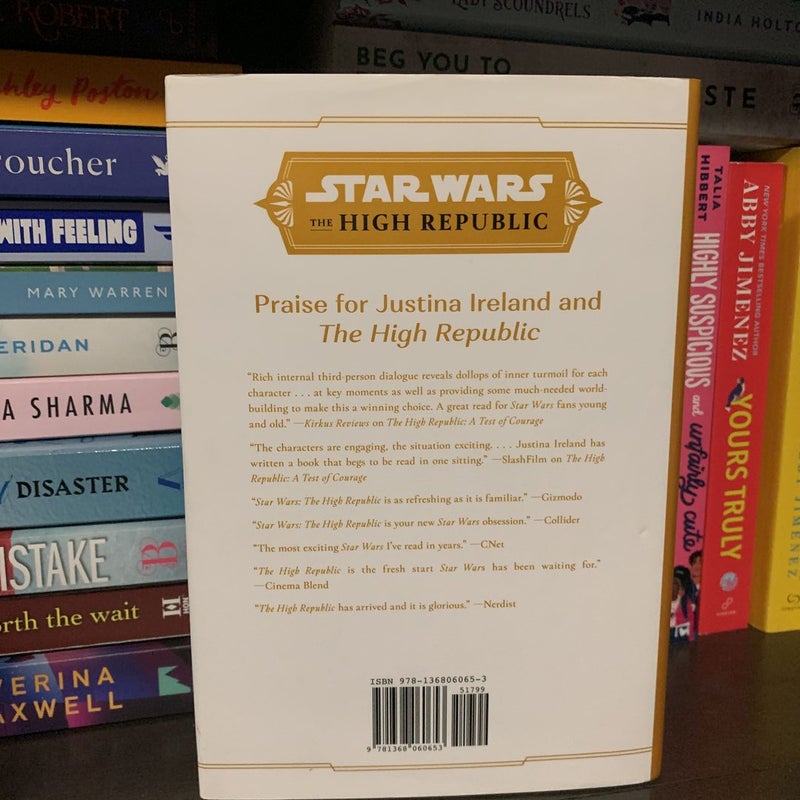 ROBERT
hley Poston
oucher
WITH FEELING
MARY WARREN
ERIDAN
A SHARMA
DISASTER
ISTAKE
orth the wait
VERINA
AXWELL
LADY SCOUNDRELS
INDIA HOLTO
BEG YOU TO
STE
STAR WARS
THE HIGH REPUBLIC
Praise for Justina Ireland and
The High Republic
“Rich internal third-person dialogue reveals dollops of inner turmoil for each
character . . . at key moments as well as providing some much-needed world-
building to make this a winning choice. A great read for Star Wars fans young
and old.” —Kirkus Reviews on The High Republic: A Test of Courage
“The characters are engaging, the situation exciting. . . . Justina Ireland has
written a book that begs to be read in one sitting.” —SlashFilm on The High
Republic: A Test of Courage
“Star Wars: The High Republic is as refreshing as it is familiar.” —Gizmodo
“Star Wars: The High Republic is your new Star Wars obsession.” —Collider
“The most exciting Star Wars I’ve read in years.” —CNet
“The High Republic is the fresh start Star Wars has been waiting for.”
—Cinema Blend
“The High Republic has arrived and it is glorious.” —Nerdist
ISBN 978-136806065-3
51799
9 781368 060653
TALIA
HIBBERT
HIGHLY SUSPICIOUS and unfairly cute
NEW YORK TIMES BESTSELLING AUTHOR
ABBY JIMENEZ
YOURS TRULY